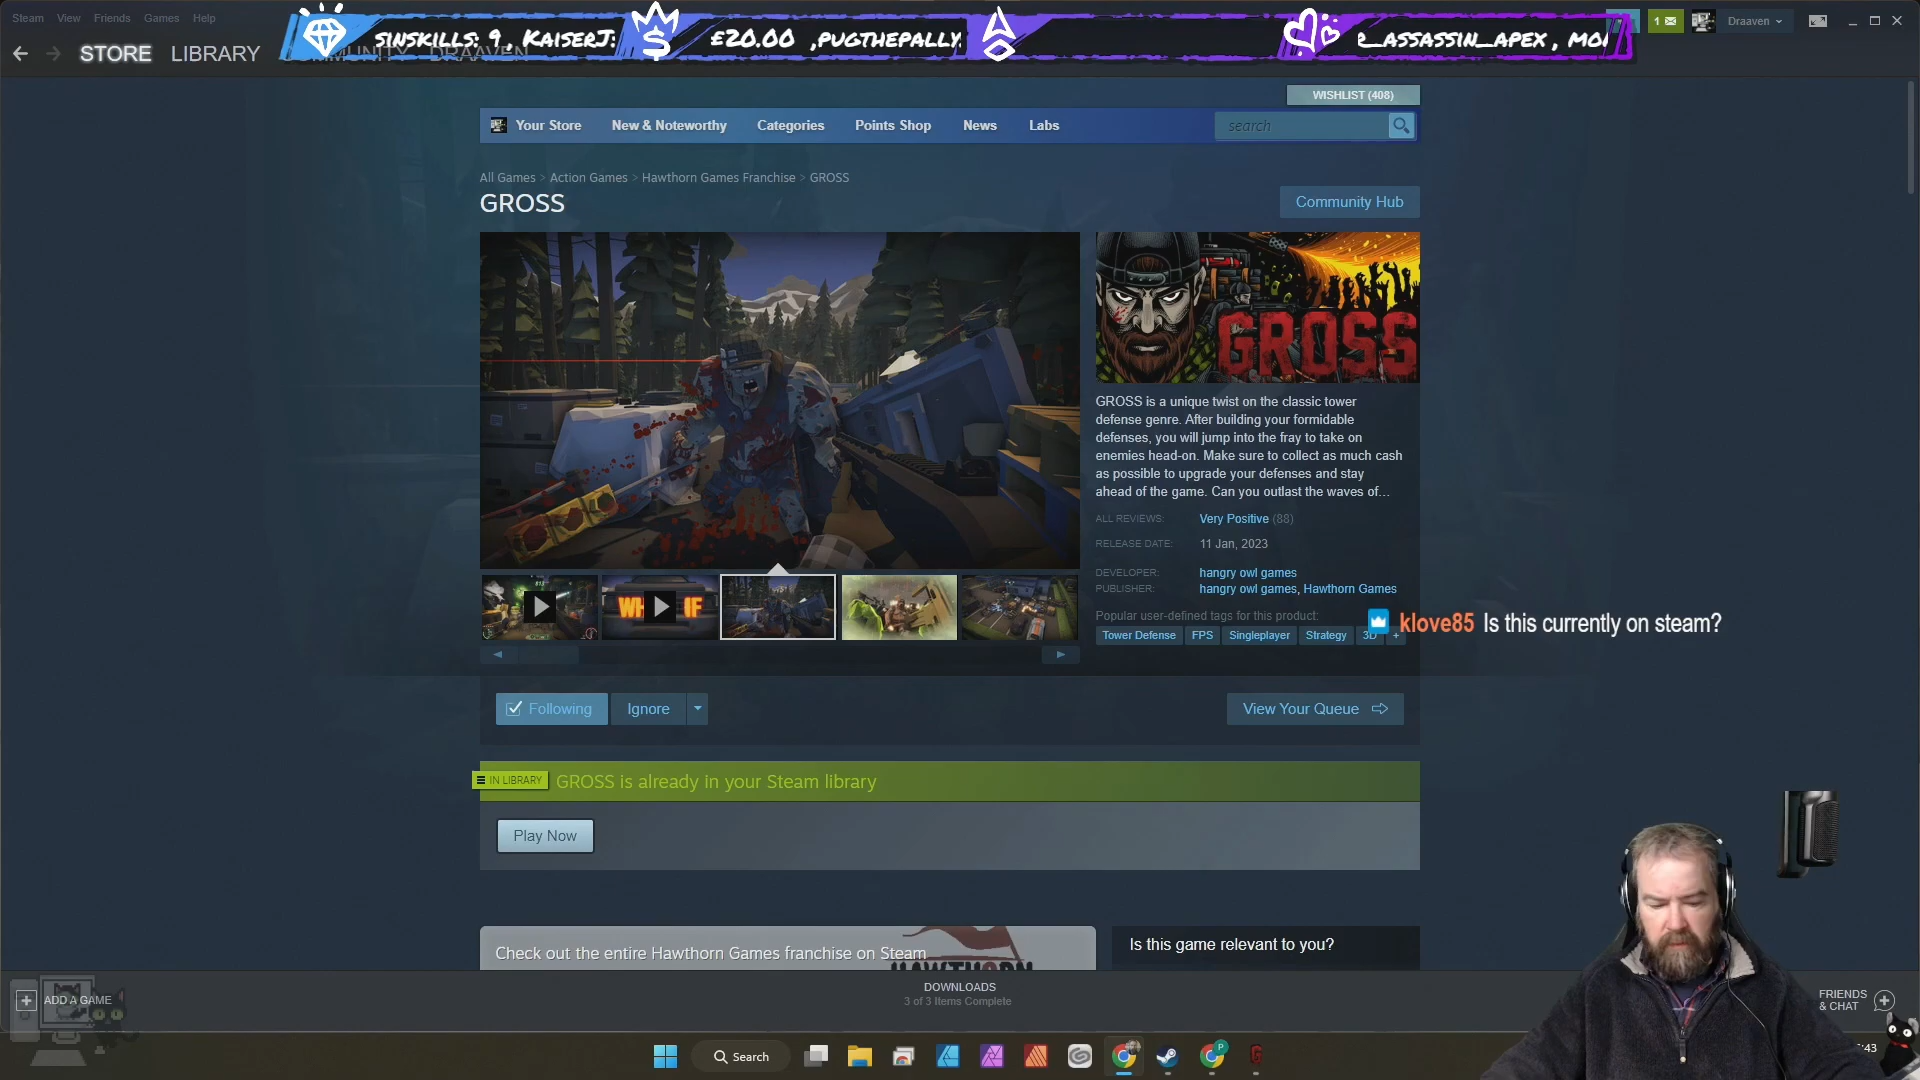 Steam View Friends Games Help
SINSKILLS: 9 , KAISERJ:
£20.00 ,PUGTHEPALLY
R_ASSASSIN_APEX , MO
1
Draaven
STORE
LIBRARY
COMMUNITY
DRAAVEN
WISHLIST (408)
Your Store
New & Noteworthy
Categories
Points Shop
News
Labs
search
All Games > Action Games > Hawthorn Games Franchise > GROSS
GROSS
Community Hub
GROSS
GROSS is a unique twist on the classic tower
defense genre. After building your formidable
defenses, you will jump into the fray to take on
enemies head-on. Make sure to collect as much cash
as possible to upgrade your defenses and stay
ahead of the game. Can you outlast the waves of...
ALL REVIEWS: Very Positive (88)
RELEASE DATE: 11 Jan, 2023
DEVELOPER: hangry owl games
PUBLISHER: hangry owl games, Hawthorn Games
Popular user-defined tags for this product:
Tower Defense FPS Singleplayer Strategy 3D +
WH IF
klove85 Is this currently on steam?
Following
Ignore
View Your Queue
IN LIBRARY
GROSS is already in your Steam library
Play Now
Check out the entire Hawthorn Games franchise on Steam
HAWTHORN
Is this game relevant to you?
ADD A GAME
DOWNLOADS
3 of 3 Items Complete
FRIENDS
& CHAT
Search
:43